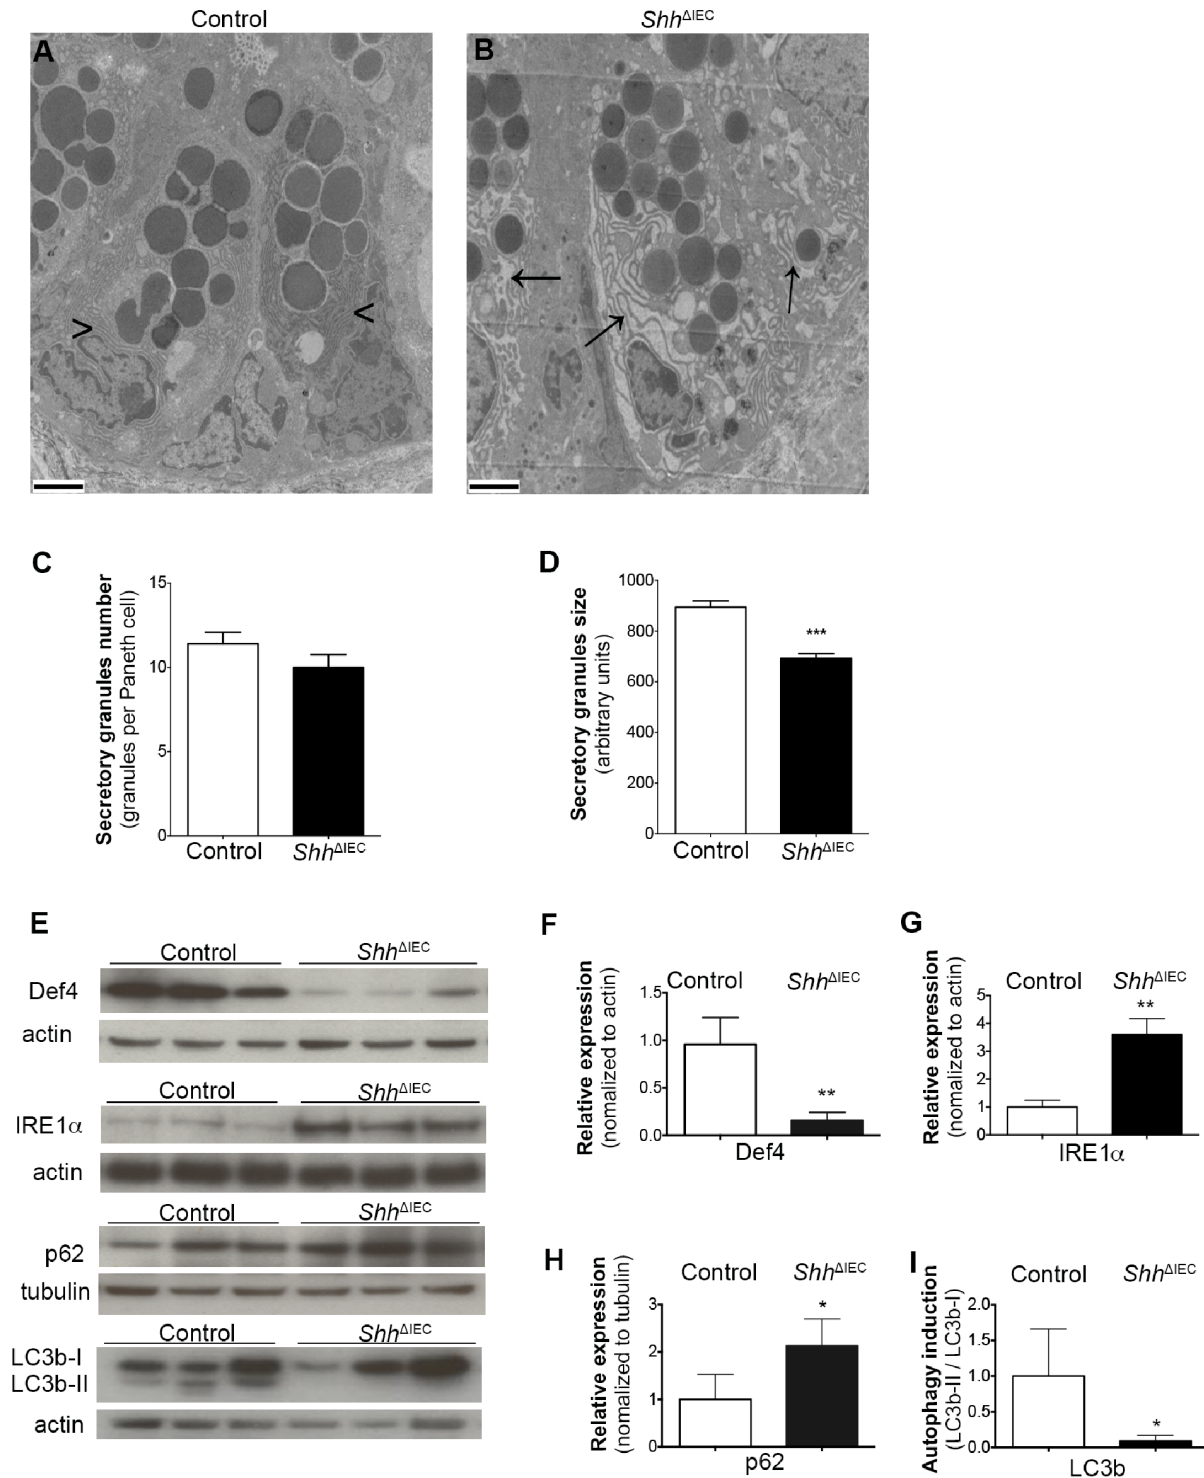 Control
Shh^ΔIEC
A
B
>
<
C
Secretory granules number
(granules per Paneth cell)
15
10
5
0
Control
Shh^ΔIEC
D
Secretory granules size
(arbitrary units)
1000
800
600
400
200
0
***
Control
Shh^ΔIEC
E
Control
Shh^ΔIEC
Def4
actin
Control
Shh^ΔIEC
IRE1α
actin
Control
Shh^ΔIEC
p62
tubulin
Control
Shh^ΔIEC
LC3b-I
LC3b-II
actin
F
Relative expression
(nomalized to actin)
Control
Shh^ΔIEC
1.5
1.0
0.5
0.0
**
Def4
G
Relative expression
(nomalized to actin)
Control
Shh^ΔIEC
5
4
3
2
1
0
**
IRE1α
H
Relative expression
(nomalized to tubulin)
Control
Shh^ΔIEC
3
2
1
0
*
p62
I
Autophagy induction
(LC3b-II / LC3b-I)
Control
Shh^ΔIEC
2.0
1.5
1.0
0.5
0.0
*
LC3b